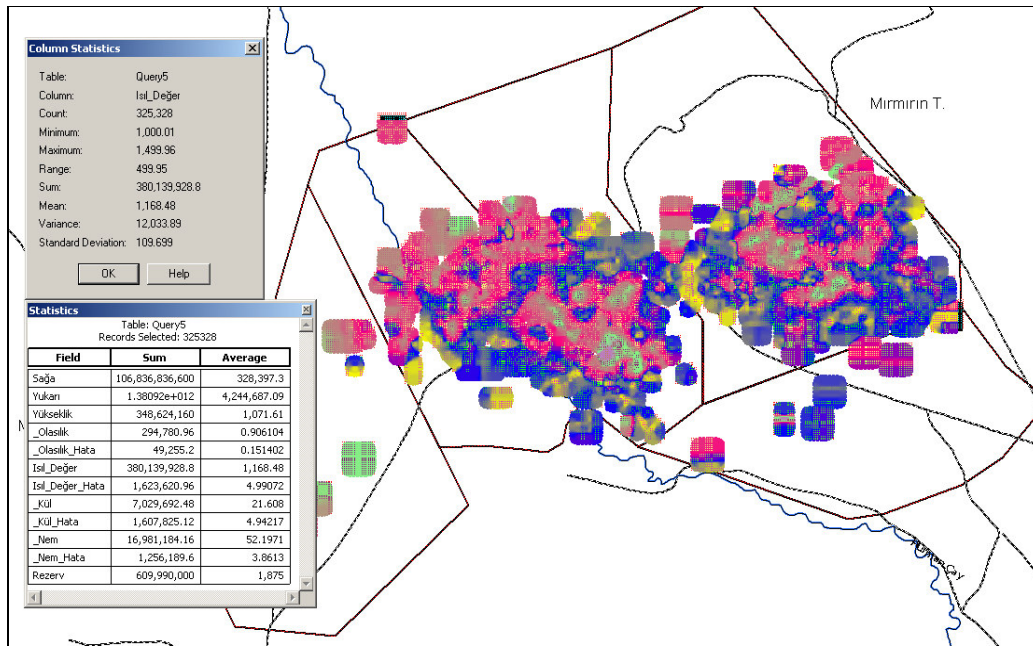 Column Statistics
Table: Query5
Column: Isıl_Değer
Count: 325,328
Minimum: 1,000.01
Maximum: 1,499.96
Range: 499.95
Sum: 380,139,928.8
Mean: 1,168.48
Variance: 12,033.89
Standard Deviation: 109.699
OK Help
Statistics
Table: Query5
Records Selected: 325328
Field Sum Average
Sağa 106,836,836,600 328,397.3
Yukarı 1.38092e+012 4,244,687.09
Yükseklik 348,624,160 1,071.61
_Olasılık 294,780.96 0.906104
_Olasılık_Hata 49,255.2 0.151402
Isıl_Değer 380,139,928.8 1,168.48
Isıl_Değer_Hata 1,623,620.96 4.99072
_Kül 7,029,692.48 21.608
_Kül_Hata 1,607,825.12 4.94217
_Nem 16,981,184.16 52.1971
_Nem_Hata 1,256,189.6 3.8613
Rezerv 609,990,000 1,875
Mırmırın T.